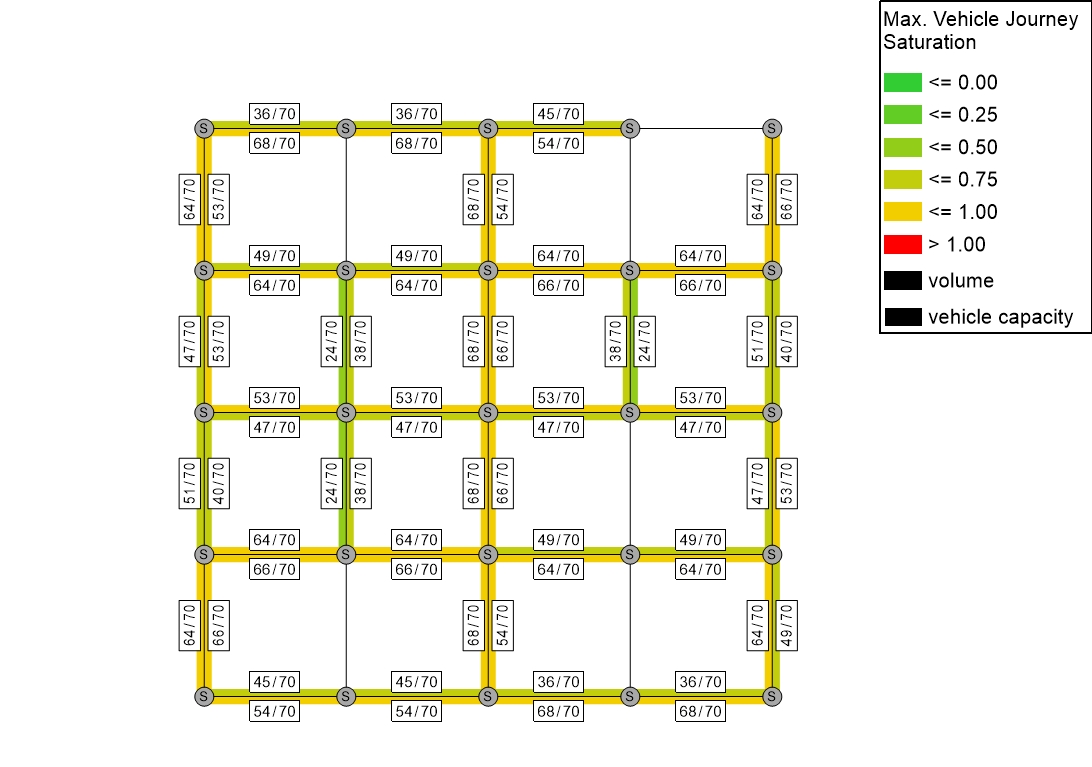 Max. Vehicle Journey
Saturation
<= 0.00
<= 0.25
<= 0.50
<= 0.75
<= 1.00
> 1.00
volume
vehicle capacity
36/70 36/70 45/70
S S S S S
68/70 68/70 54/70
64/70 53/70 68/70 54/70 64/70 66/70
49/70 49/70 64/70 64/70
S S S S S
64/70 64/70 66/70 66/70
47/70 53/70 24/70 38/70 68/70 66/70 38/70 24/70 51/70 40/70
53/70 53/70 53/70 53/70
S S S S S
47/70 47/70 47/70 47/70
51/70 40/70 24/70 38/70 68/70 66/70 47/70 53/70
64/70 64/70 49/70 49/70
S S S S S
66/70 66/70 64/70 64/70
64/70 66/70 68/70 54/70 64/70 49/70
45/70 45/70 36/70 36/70
S S S S S
54/70 54/70 68/70 68/70